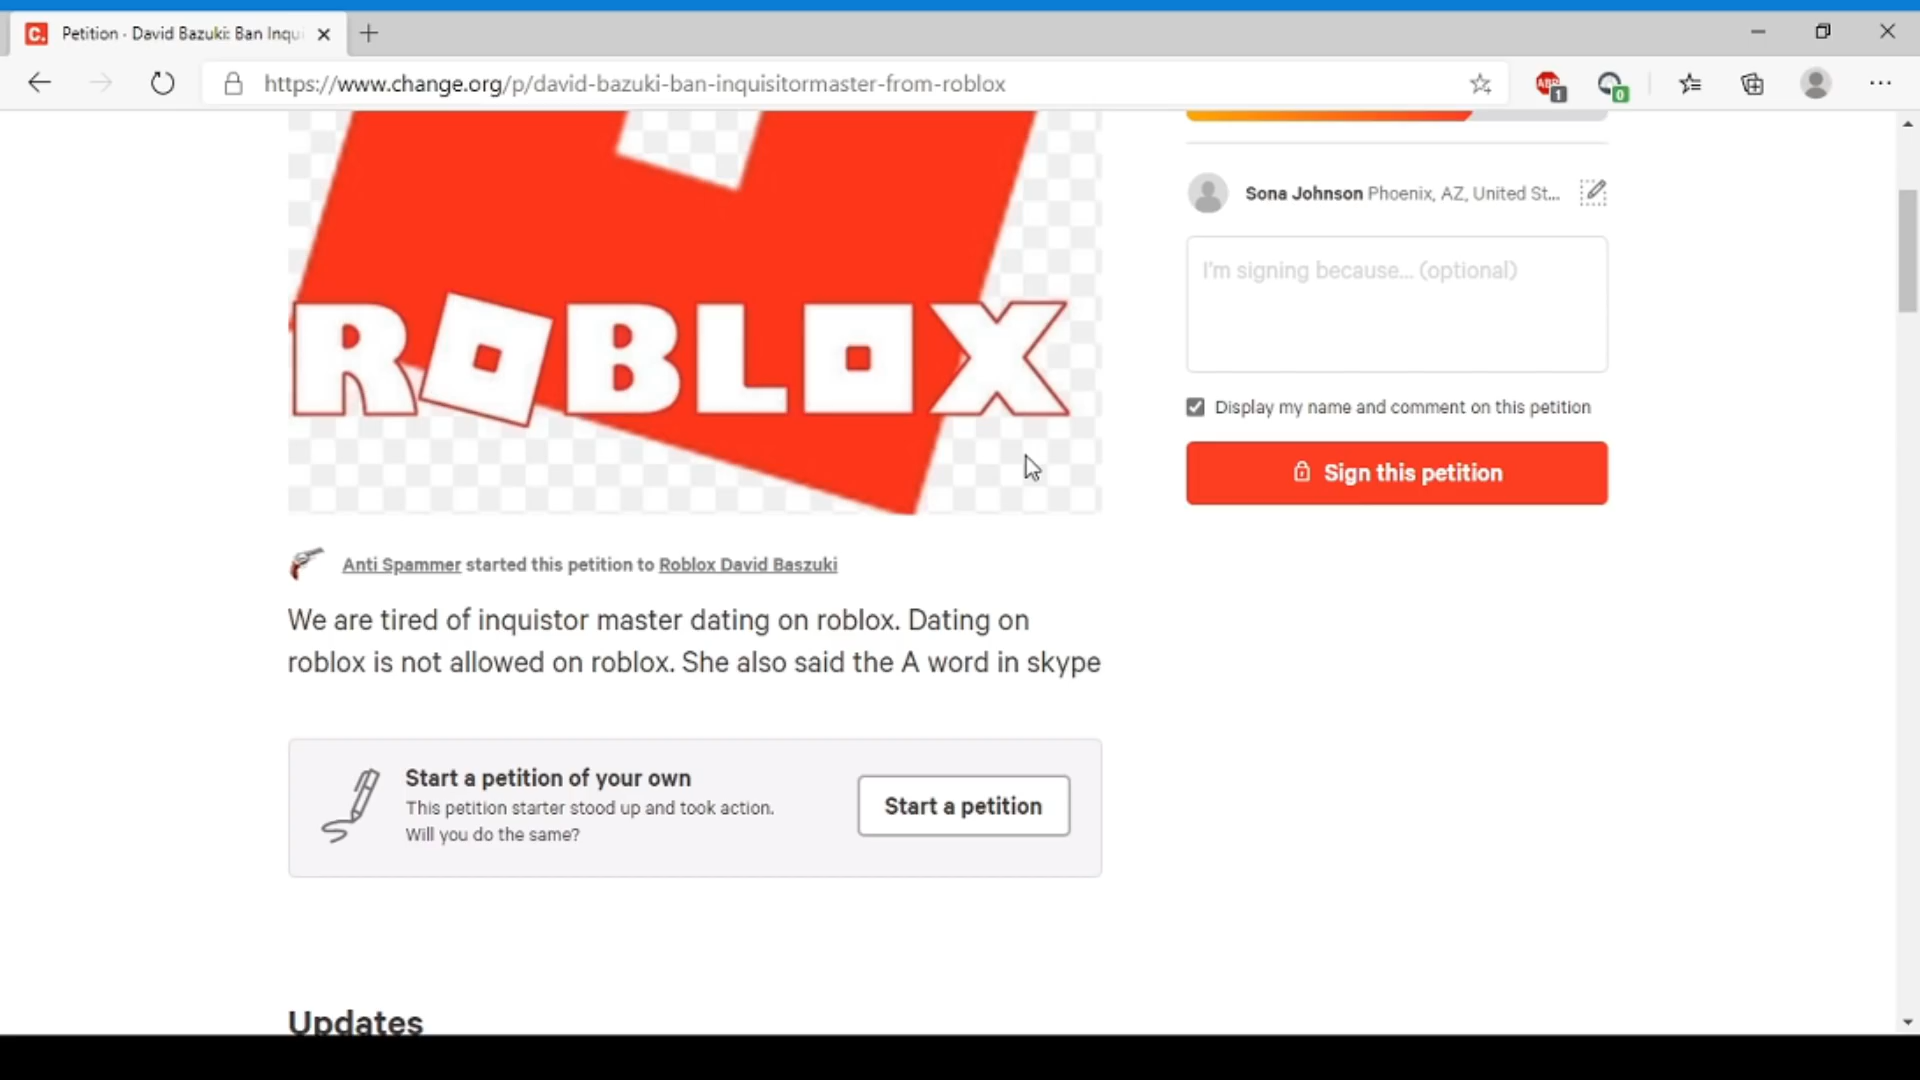 Petition · David Bazuki: Ban Inqui
https://www.change.org/p/david-bazuki-ban-inquisitormaster-from-roblox
ABP 1
0
ROBLOX
Sona Johnson Phoenix, AZ, United St...
I'm signing because... (optional)
Display my name and comment on this petition
Sign this petition
Anti Spammer started this petition to Roblox David Baszuki
We are tired of inquistor master dating on roblox. Dating on
roblox is not allowed on roblox. She also said the A word in skype
Start a petition of your own
This petition starter stood up and took action.
Will you do the same?
Start a petition
Updates